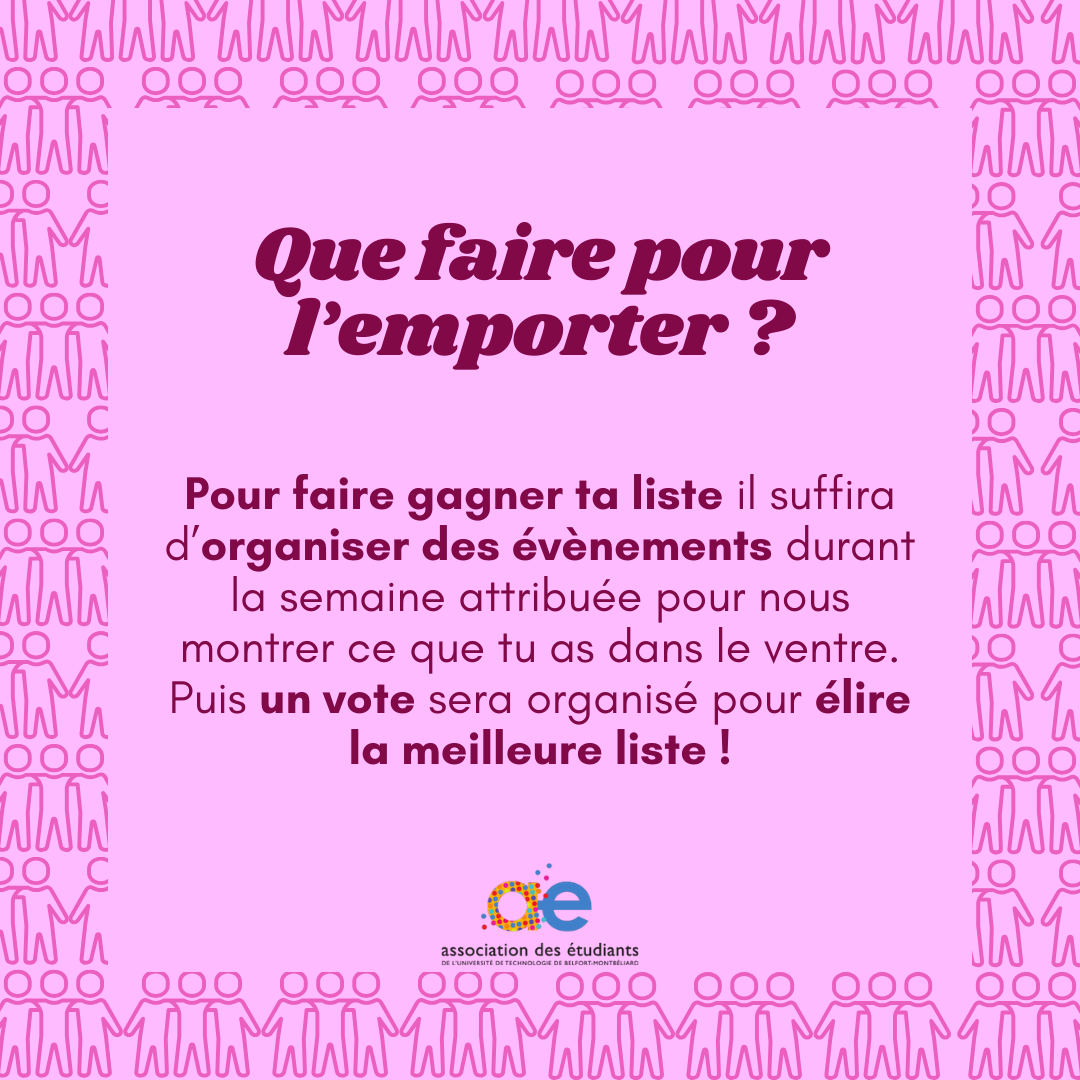 Que faire pour
l’emporter ?
Pour faire gagner ta liste il suffira
d’organiser des évènements durant
la semaine attribuée pour nous
montrer ce que tu as dans le ventre.
Puis un vote sera organisé pour élire
la meilleure liste !
ae
association des étudiants
DE L'UNIVERSITÉ DE TECHNOLOGIE DE BELFORT-MONTBÉLIARD